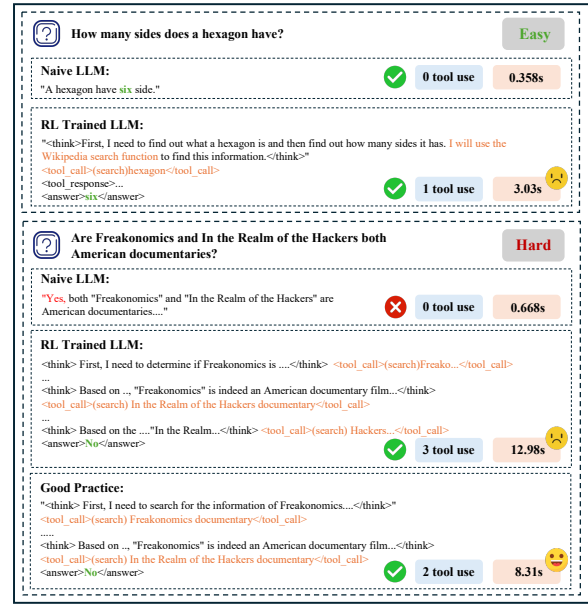 How many sides does a hexagon have?
Easy
Naive LLM:
"A hexagon have six side."
0 tool use
0.358s
RL Trained LLM:
"<think>First, I need to find out what a hexagon is and then find out how many sides it has. I will use the
Wikipedia search function to find this information.</think>"
<tool_call>(search)hexagon</tool_call>
<tool_response>...
<answer>six</answer>
1 tool use
3.03s
Are Freakonomics and In the Realm of the Hackers both
American documentaries?
Hard
Naive LLM:
"Yes, both "Freakonomics" and "In the Realm of the Hackers" are
American documentaries...."
0 tool use
0.668s
RL Trained LLM:
<think> First, I need to determine if Freakonomics is ....</think> <tool_call>(search)Freako...</tool_call>
...
<think> Based on .., "Freakonomics" is indeed an American documentary film...</think>
<tool_call>(search) In the Realm of the Hackers documentary</tool_call>
...
<think> Based on the ...."In the Realm...</think> <tool_call>(search) Hackers...</tool_call>
<answer>No</answer>
3 tool use
12.98s
Good Practice:
"<think> First, I need to search for the information of Freakonomics....</think>"
<tool_call>(search) Freakonomics documentary</tool_call>
.....
<think> Based on .., "Freakonomics" is indeed an American documentary film...</think>
<tool_call>(search) In the Realm of the Hackers documentary</tool_call>
<answer>No</answer>
2 tool use
8.31s